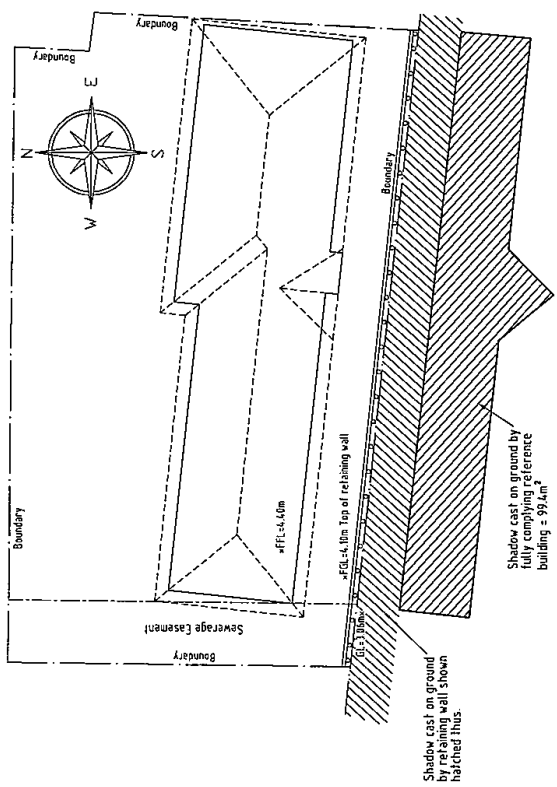 Boundary
Boundary
Boundary
N
E
S
W
Boundary
×FFL=4.40m
×FGL=4.10m Top of retaining wall
GL=3.06m×
Sewerage Easement
Boundary
Shadow cast on ground
by retaining wall shown
hatched thus.
Shadow cast on ground by
fully complying reference
building = 99.4m²